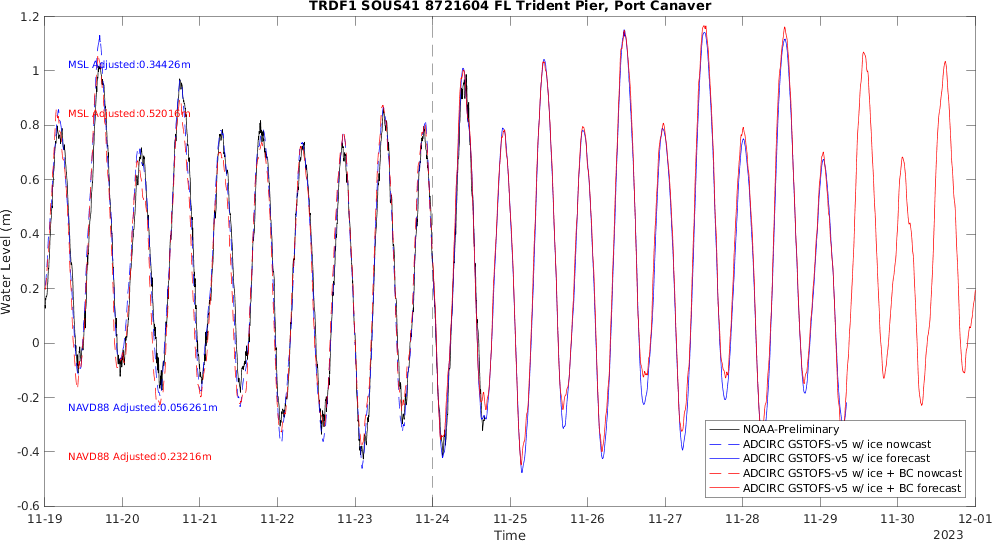 TRDF1 SOUS41 8721604 FL Trident Pier, Port Canaver
Water Level (m)
1.2
1
0.8
0.6
0.4
0.2
0
-0.2
-0.4
-0.6
MSL Adjusted:0.34426m
MSL Adjusted:0.52016m
NAVD88 Adjusted:0.056261m
NAVD88 Adjusted:0.23216m
NOAA-Preliminary
ADCIRC GSTOFS-v5 w/ ice nowcast
ADCIRC GSTOFS-v5 w/ ice forecast
ADCIRC GSTOFS-v5 w/ ice + BC nowcast
ADCIRC GSTOFS-v5 w/ ice + BC forecast
11-19 11-20 11-21 11-22 11-23 11-24 11-25 11-26 11-27 11-28 11-29 11-30 12-01
Time
2023